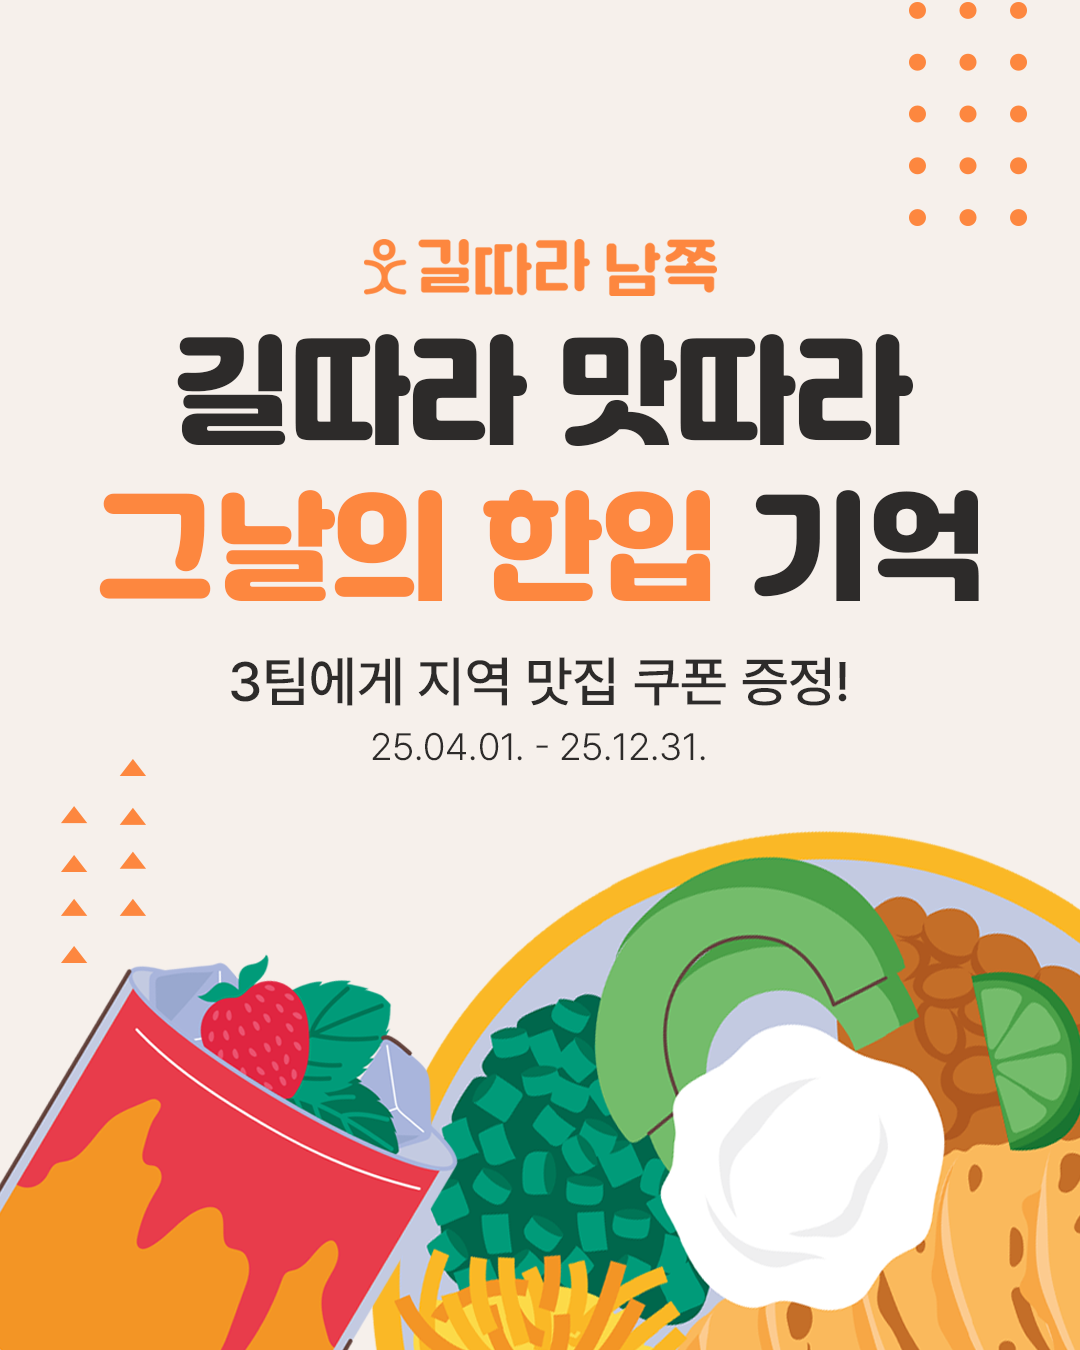 길따라 남쪽
길따라 맛따라
그날의 한입 기억
3팀에게 지역 맛집 쿠폰 증정!
25.04.01. - 25.12.31.